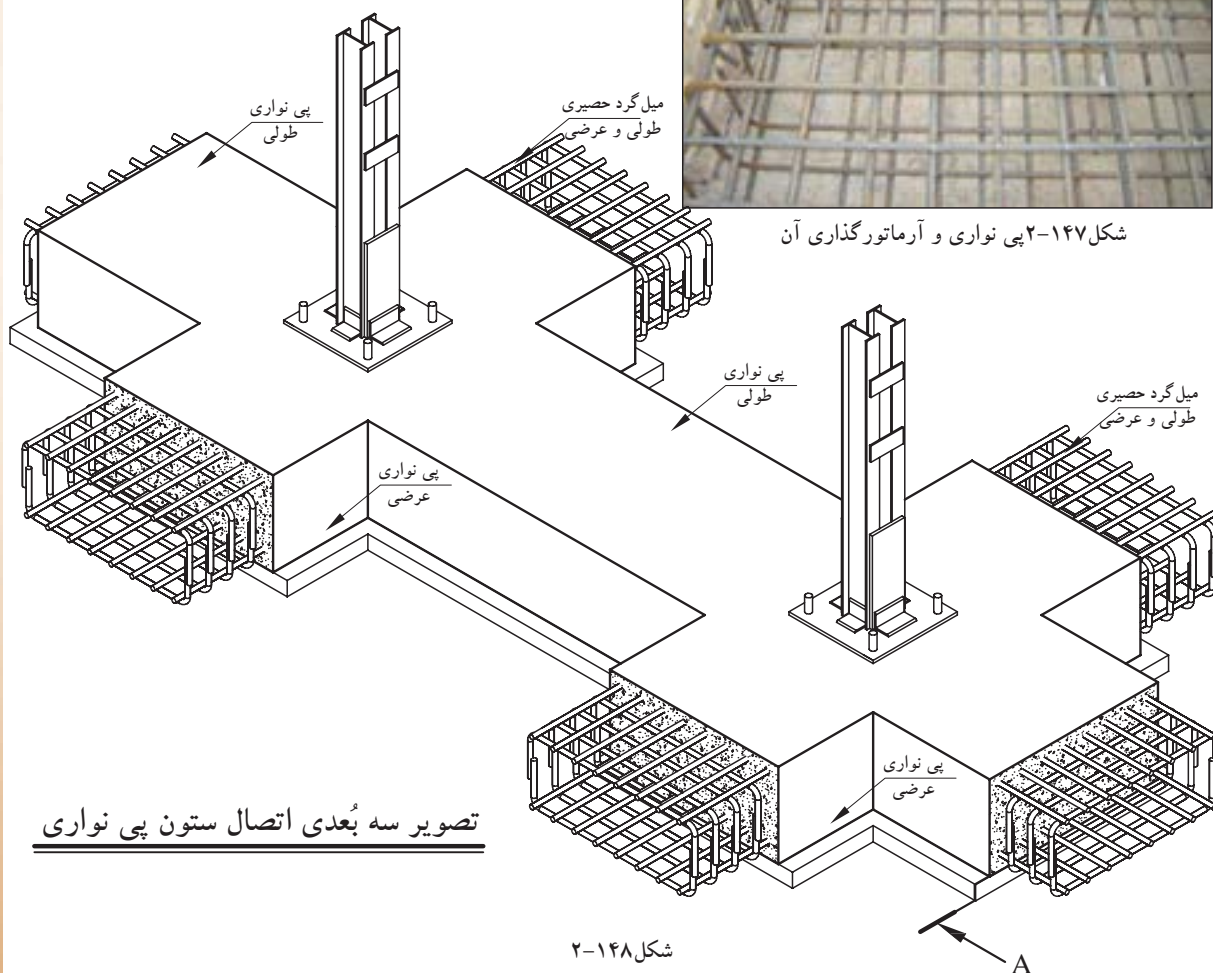 میل گرد حصیری
طولی و عرضی
پی نواری
طولی
شکل۱۴۷-۲پی نواری و آرماتورگذاری آن
پی نواری
طولی
میل گرد حصیری
طولی و عرضی
پی نواری
عرضی
پی نواری
عرضی
تصویر سه بُعدی اتصال ستون پی نواری
شکل۱۴۸-۲
A